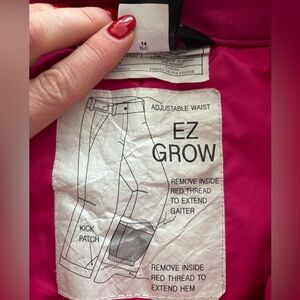 ADJUSTABLE WAIST
EZ
GROW
REMOVE INSIDE
RED THREAD
TO EXTEND
GAITER
KICK
PATCH
REMOVE INSIDE
RED THREAD TO
EXTEND HEM